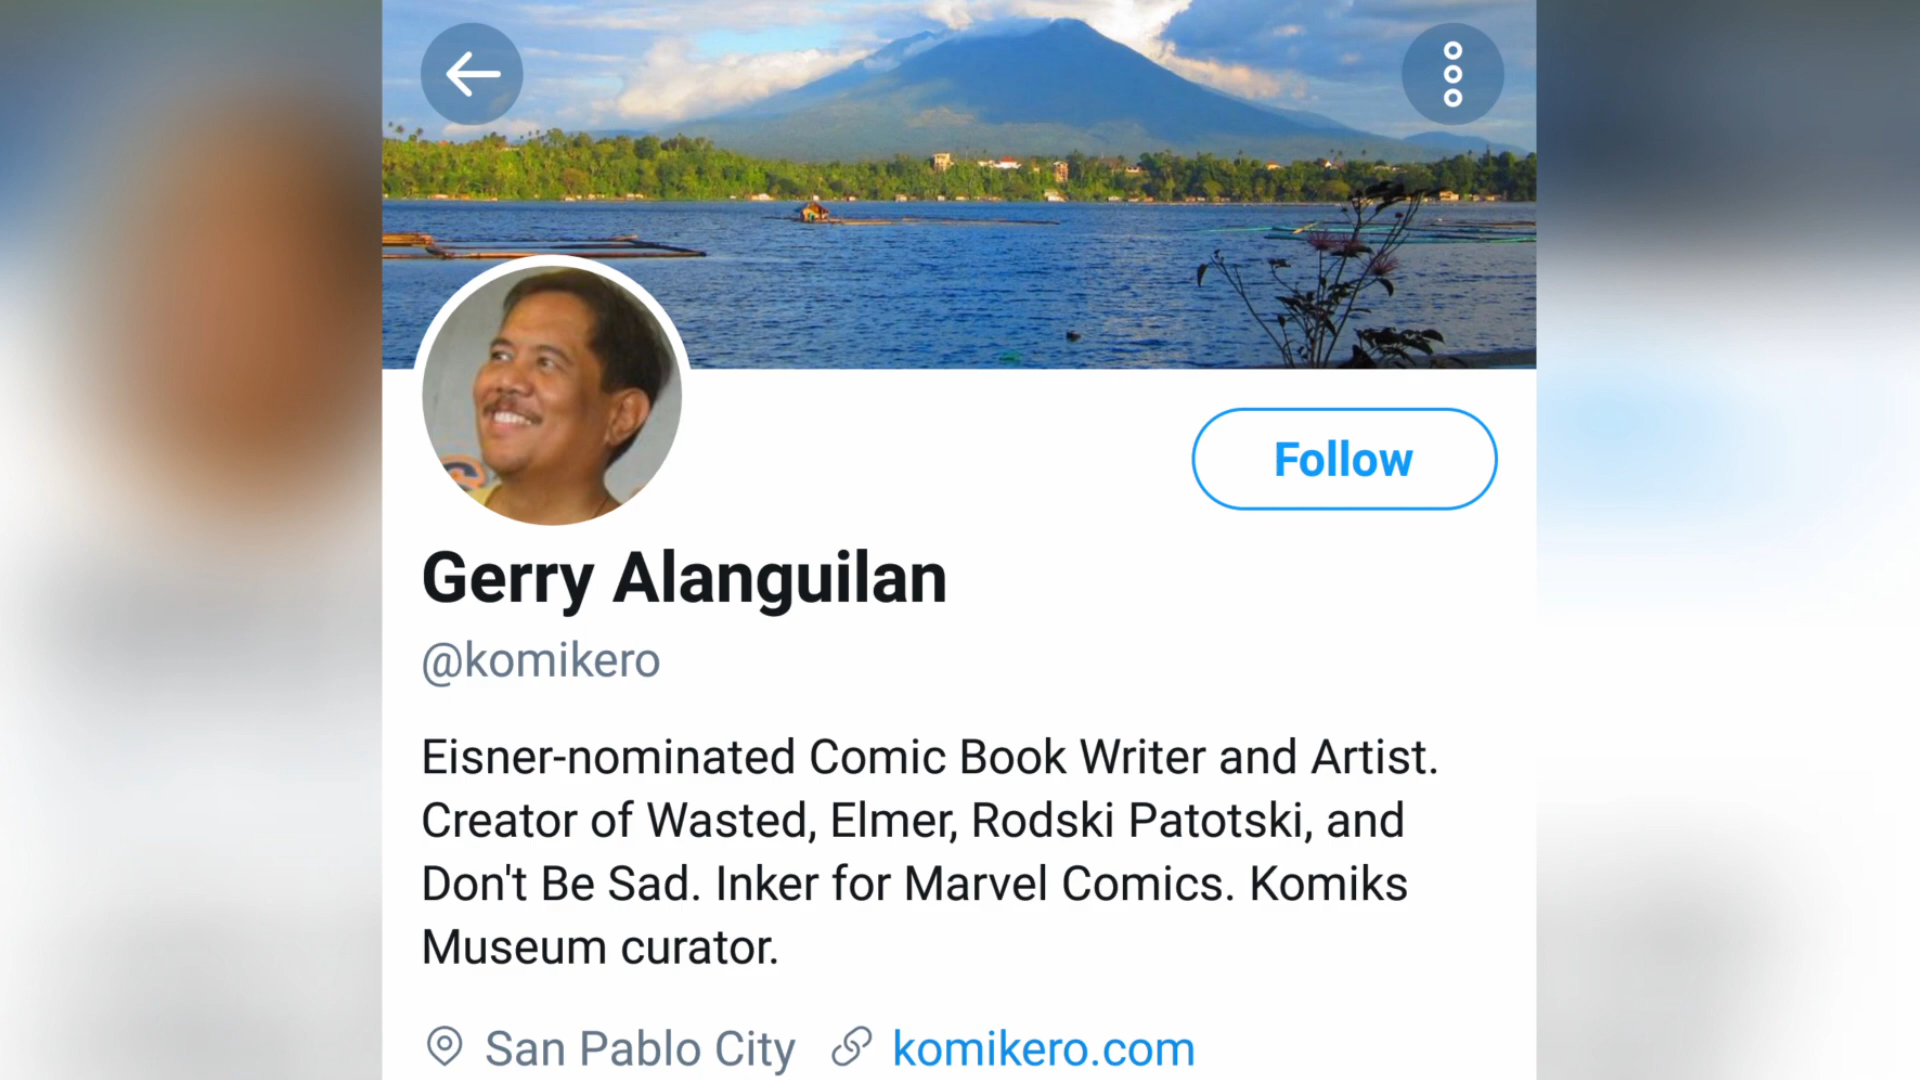 Follow
Gerry Alanguilan
@komikero
Eisner-nominated Comic Book Writer and Artist.
Creator of Wasted, Elmer, Rodski Patotski, and
Don't Be Sad. Inker for Marvel Comics. Komiks
Museum curator.
San Pablo City komikero.com